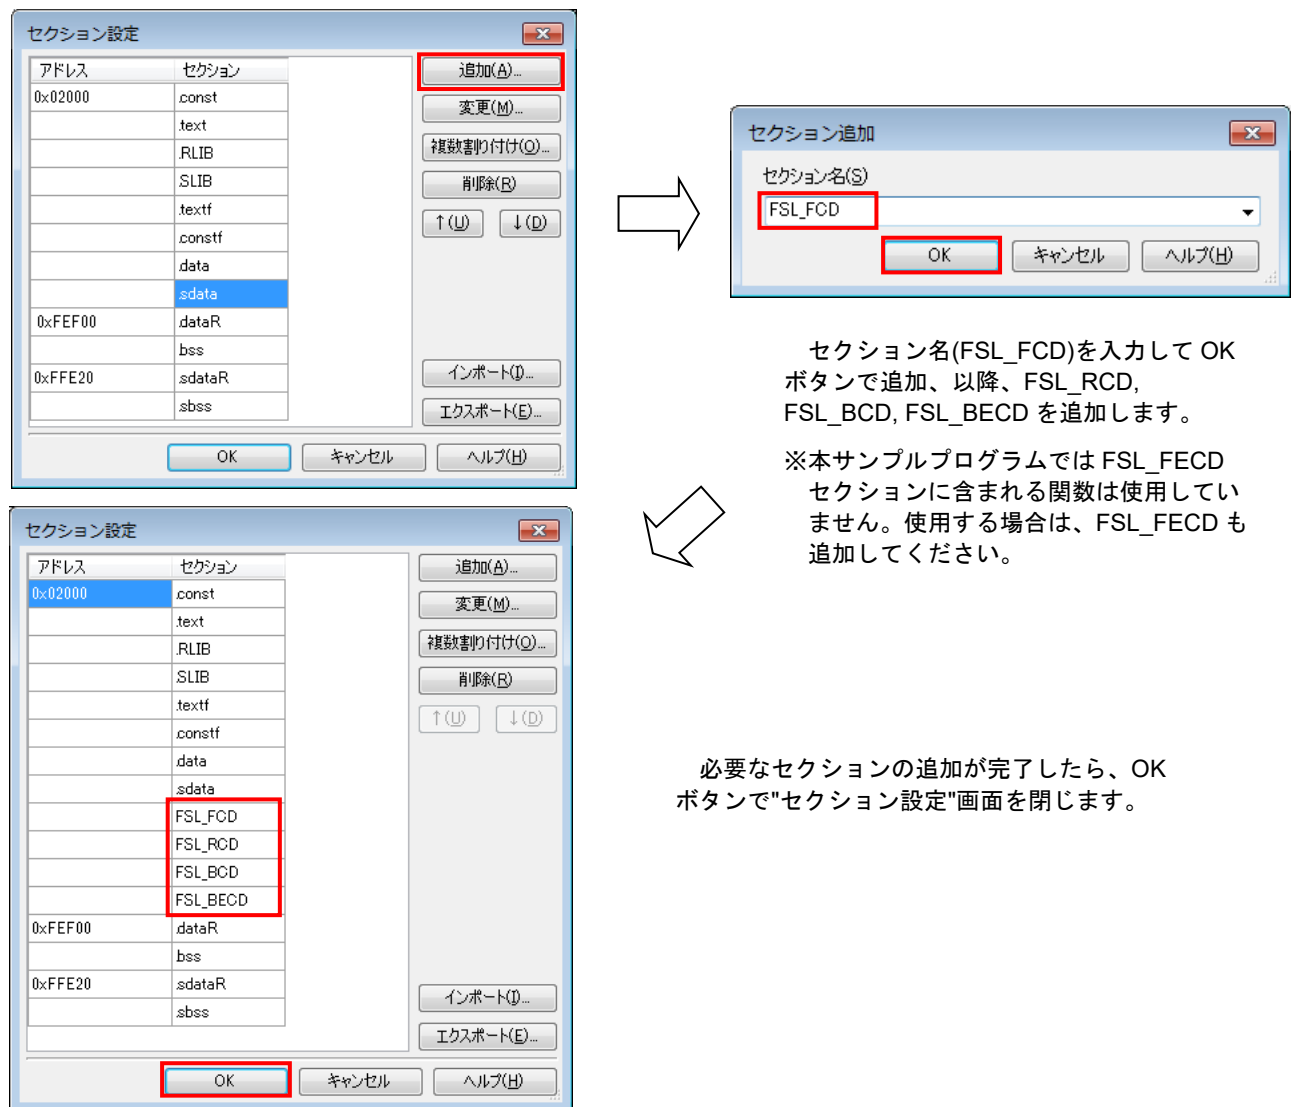 セクション設定
アドレス セクション
0x02000 .const
.text
.RLIB
.SLIB
.textf
.constf
.data
.sdata
0xFEF00 .dataR
.bss
0xFFE20 .sdataR
.sbss
追加(A)...
変更(M)...
複数割り付け(O)...
削除(R)
↑(U) ↓(D)
インポート(I)...
エクスポート(E)...
OK キャンセル ヘルプ(H)
セクション追加
セクション名(S)
FSL_FCD
OK キャンセル ヘルプ(H)
セクション名(FSL_FCD)を入力して OK
ボタンで追加、以降、FSL_RCD,
FSL_BCD, FSL_BECD を追加します。
※本サンプルプログラムでは FSL_FECD
セクションに含まれる関数は使用してい
ません。使用する場合は、FSL_FECD も
追加してください。
セクション設定
アドレス セクション
0x02000 .const
.text
.RLIB
.SLIB
.textf
.constf
.data
.sdata
FSL_FCD
FSL_RCD
FSL_BCD
FSL_BECD
0xFEF00 .dataR
.bss
0xFFE20 .sdataR
.sbss
追加(A)...
変更(M)...
複数割り付け(O)...
削除(R)
↑(U) ↓(D)
インポート(I)...
エクスポート(E)...
OK キャンセル ヘルプ(H)
必要なセクションの追加が完了したら、OK
ボタンで"セクション設定"画面を閉じます。